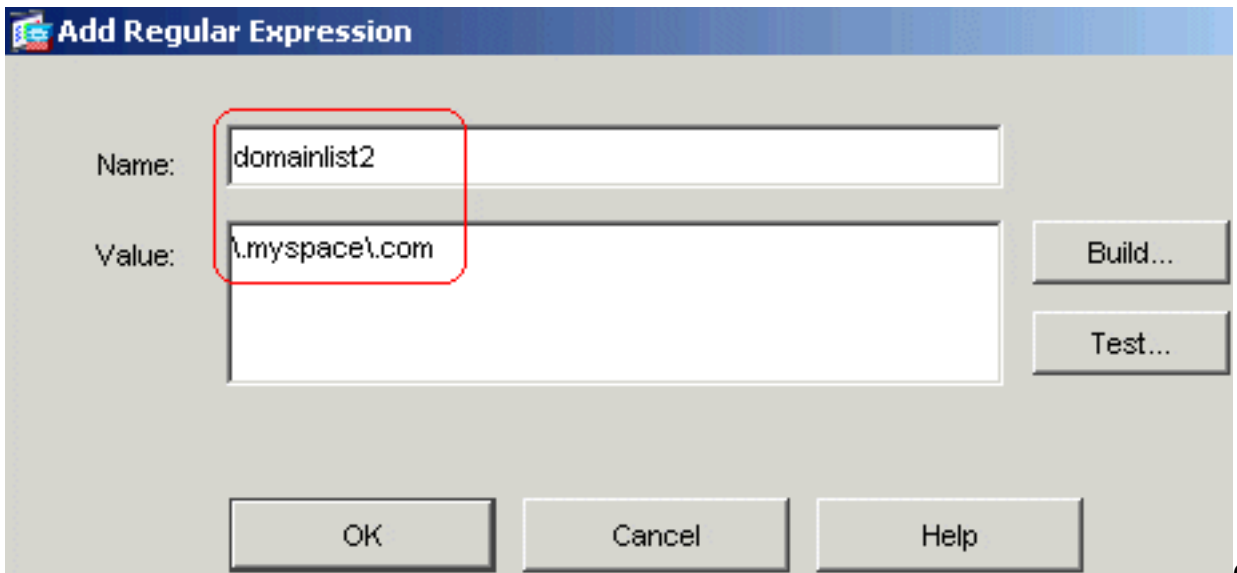 Add Regular Expression
Name:
domainlist2
Value:
\.myspace\.com
Build...
Test...
OK
Cancel
Help